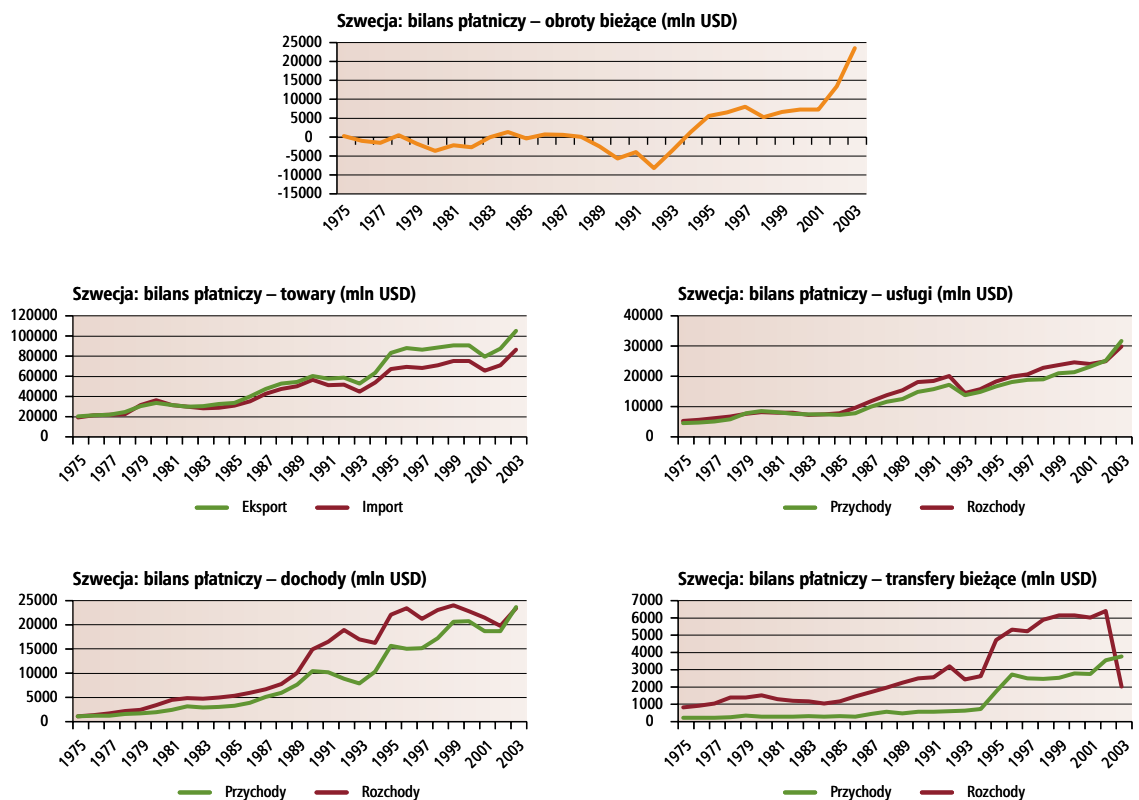 Szwecja: bilans płatniczy – obroty bieżące (mln USD)
25000
20000
15000
10000
5000
0
-5000
-10000
-15000
1975 1977 1979 1981 1983 1985 1987 1989 1991 1993 1995 1997 1999 2001 2003
Szwecja: bilans płatniczy – towary (mln USD)
120000
100000
80000
60000
40000
20000
0
1975 1977 1979 1981 1983 1985 1987 1989 1991 1993 1995 1997 1999 2001 2003
Eksport Import
Szwecja: bilans płatniczy – usługi (mln USD)
40000
30000
20000
10000
0
1975 1977 1979 1981 1983 1985 1987 1989 1991 1993 1995 1997 1999 2001 2003
Przychody Rozchody
Szwecja: bilans płatniczy – dochody (mln USD)
25000
20000
15000
10000
5000
0
1975 1977 1979 1981 1983 1985 1987 1989 1991 1993 1995 1997 1999 2001 2003
Przychody Rozchody
Szwecja: bilans płatniczy – transfery bieżące (mln USD)
7000
6000
5000
4000
3000
2000
1000
0
1975 1977 1979 1981 1983 1985 1987 1989 1991 1993 1995 1997 1999 2001 2003
Przychody Rozchody